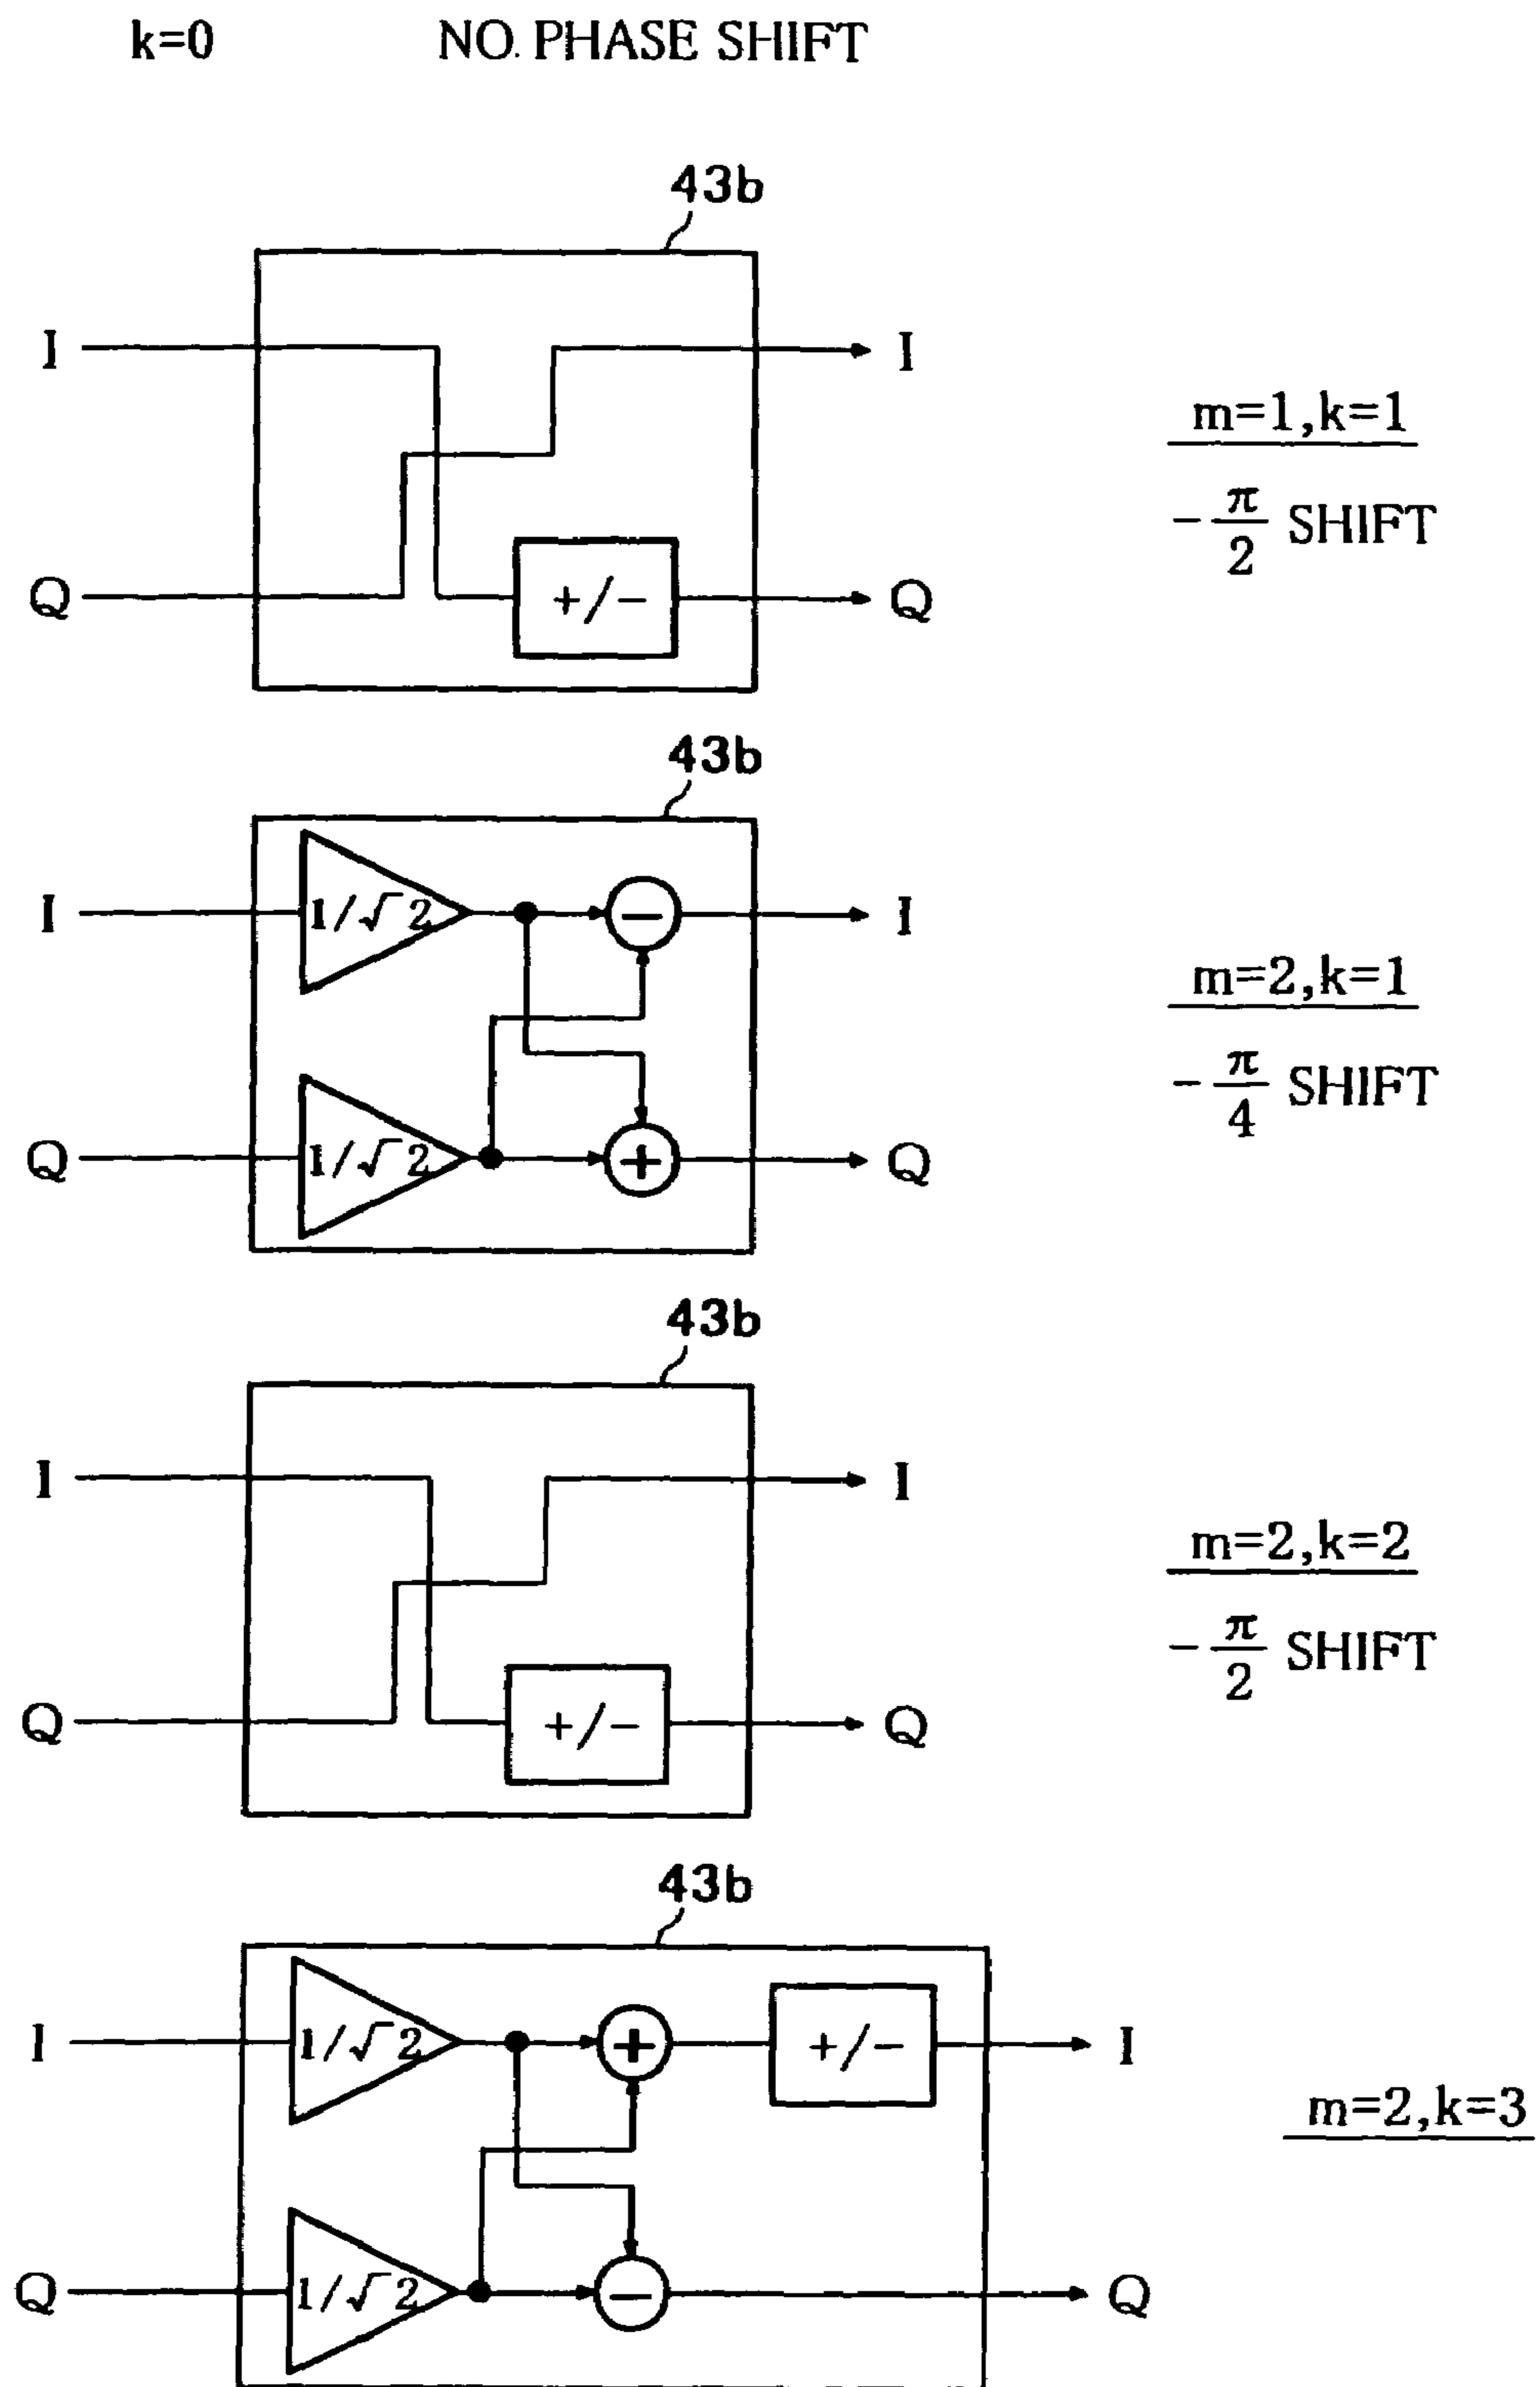 k=0 NO. PHASE SHIFT
43b
I I
m=1,k=1
-π/2 SHIFT
Q +/- Q
43b
I 1/√2 − I
m=2,k=1
-π/4 SHIFT
Q 1/√2 + Q
43b
I I
m=2,k=2
-π/2 SHIFT
Q +/- Q
43b
I 1/√2 + +/- I
m=2,k=3
Q 1/√2 − Q